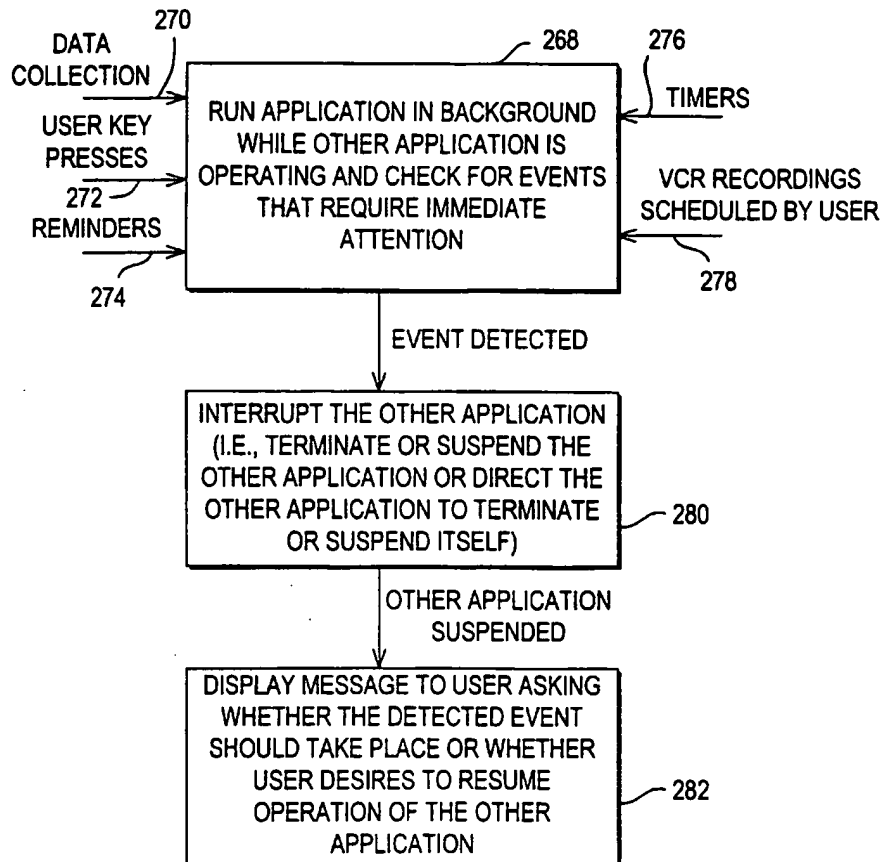 DATA
COLLECTION
270
USER KEY
PRESSES
272
REMINDERS
274
268
RUN APPLICATION IN BACKGROUND
WHILE OTHER APPLICATION IS
OPERATING AND CHECK FOR EVENTS
THAT REQUIRE IMMEDIATE
ATTENTION
276
TIMERS
VCR RECORDINGS
SCHEDULED BY USER
278
EVENT DETECTED
INTERRUPT THE OTHER APPLICATION
(I.E., TERMINATE OR SUSPEND THE
OTHER APPLICATION OR DIRECT THE
OTHER APPLICATION TO TERMINATE
OR SUSPEND ITSELF)
280
OTHER APPLICATION
SUSPENDED
DISPLAY MESSAGE TO USER ASKING
WHETHER THE DETECTED EVENT
SHOULD TAKE PLACE OR WHETHER
USER DESIRES TO RESUME
OPERATION OF THE OTHER
APPLICATION
282